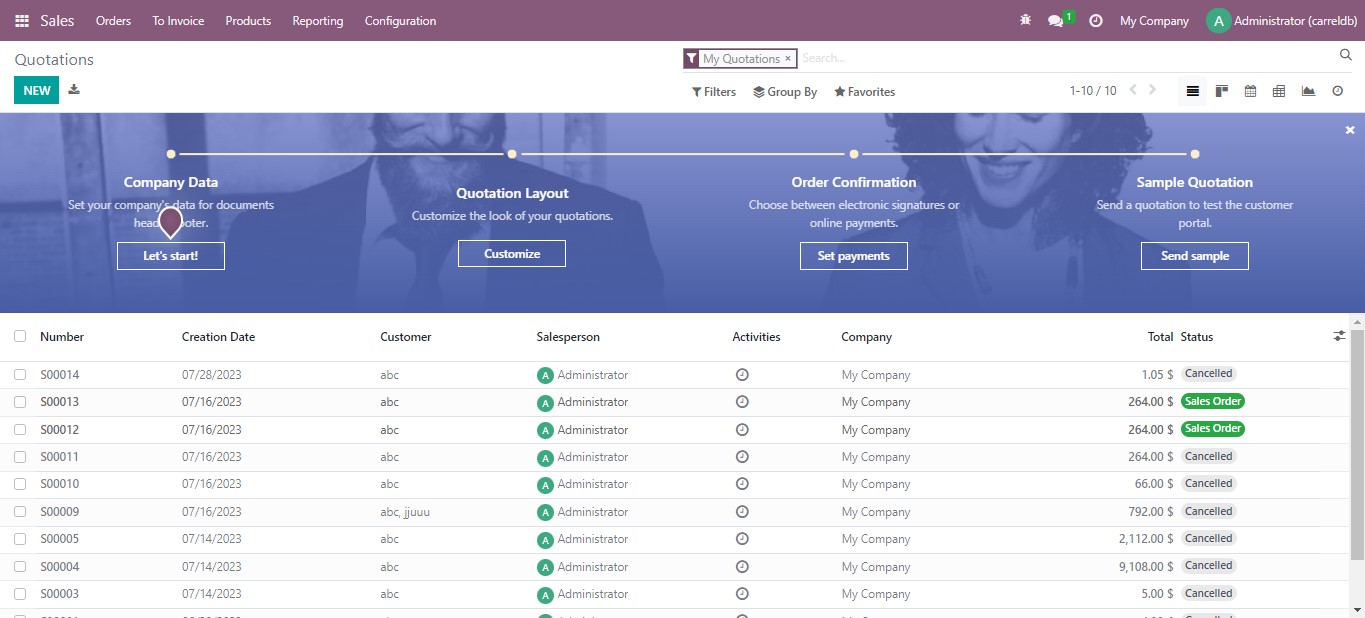 Sales Orders To Invoice Products Reporting Configuration 1 My Company A Administrator (carreldb)
Quotations
My Quotations × Search...
NEW
Filters Group By Favorites 1-10 / 10
Company Data
Set your company's data for documents
Let's start!
Quotation Layout
Customize the look of your quotations.
Customize
Order Confirmation
Choose between electronic signatures or
online payments.
Set payments
Sample Quotation
Send a quotation to test the customer
portal.
Send sample
Number Creation Date Customer Salesperson Activities Company Total Status
S00014 07/28/2023 abc A Administrator My Company 1.05 $ Cancelled
S00013 07/16/2023 abc A Administrator My Company 264.00 $ Sales Order
S00012 07/16/2023 abc A Administrator My Company 264.00 $ Sales Order
S00011 07/16/2023 abc A Administrator My Company 264.00 $ Cancelled
S00010 07/16/2023 abc A Administrator My Company 66.00 $ Cancelled
S00009 07/16/2023 abc, jjuuu A Administrator My Company 792.00 $ Cancelled
S00005 07/14/2023 abc A Administrator My Company 2,112.00 $ Cancelled
S00004 07/14/2023 abc A Administrator My Company 9,108.00 $ Cancelled
S00003 07/14/2023 abc A Administrator My Company 5.00 $ Cancelled